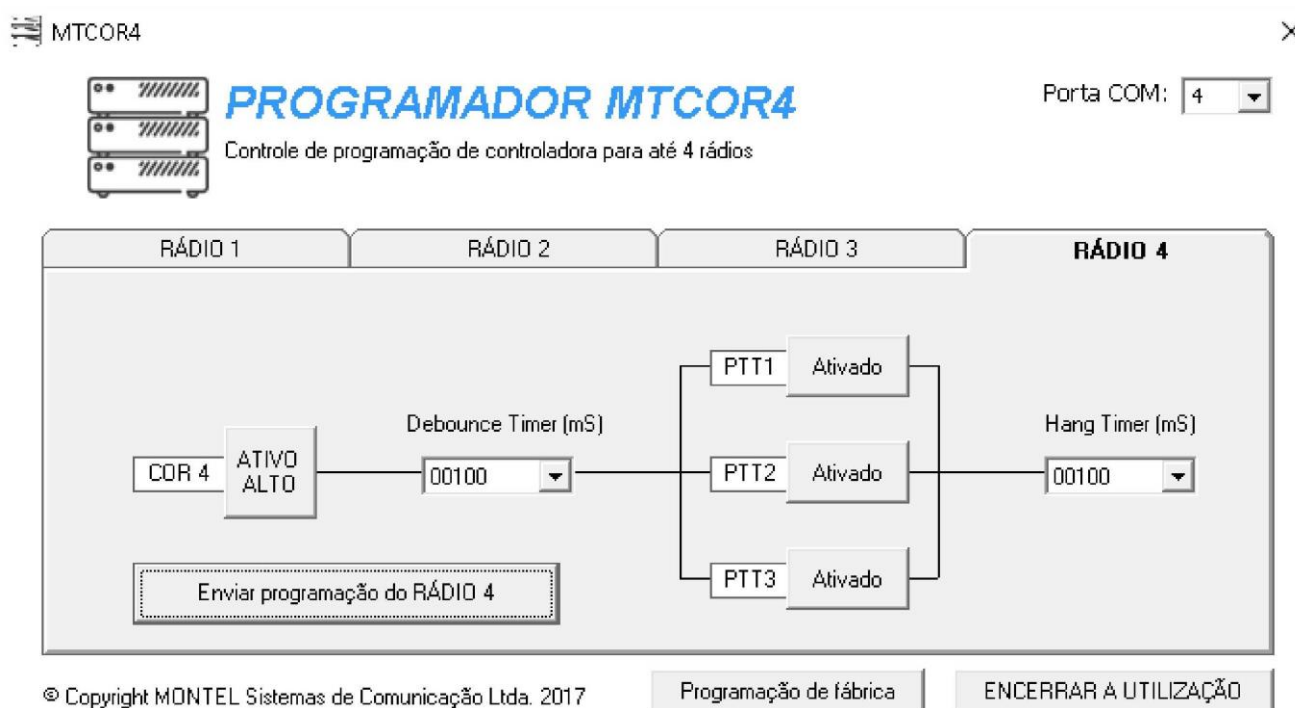 MTCOR4
PROGRAMADOR MTCOR4
Porta COM: 4
Controle de programação de controladora para até 4 rádios
RÁDIO 1
RÁDIO 2
RÁDIO 3
RÁDIO 4
COR 4
ATIVO
ALTO
Debounce Timer (mS)
00100
PTT1 Ativado
PTT2 Ativado
PTT3 Ativado
Hang Timer (mS)
00100
Enviar programação do RÁDIO 4
© Copyright MONTEL Sistemas de Comunicação Ltda. 2017
Programação de fábrica
ENCERRAR A UTILIZAÇÃO